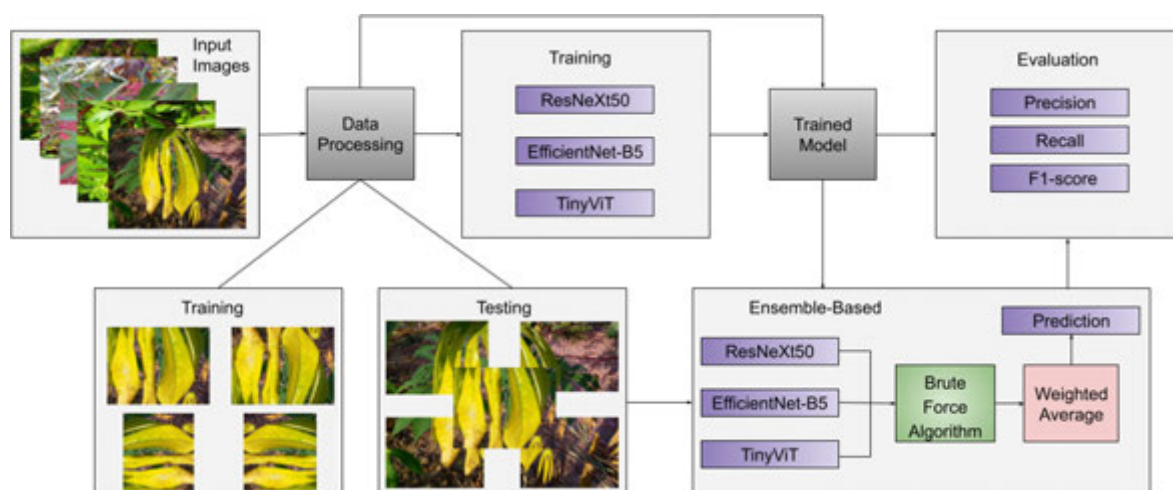 Input
Images
Data
Processing
Training
ResNeXt50
EfficientNet-B5
TinyViT
Trained
Model
Evaluation
Precision
Recall
F1-score
Training
Testing
Ensemble-Based
ResNeXt50
EfficientNet-B5
TinyViT
Brute
Force
Algorithm
Weighted
Average
Prediction